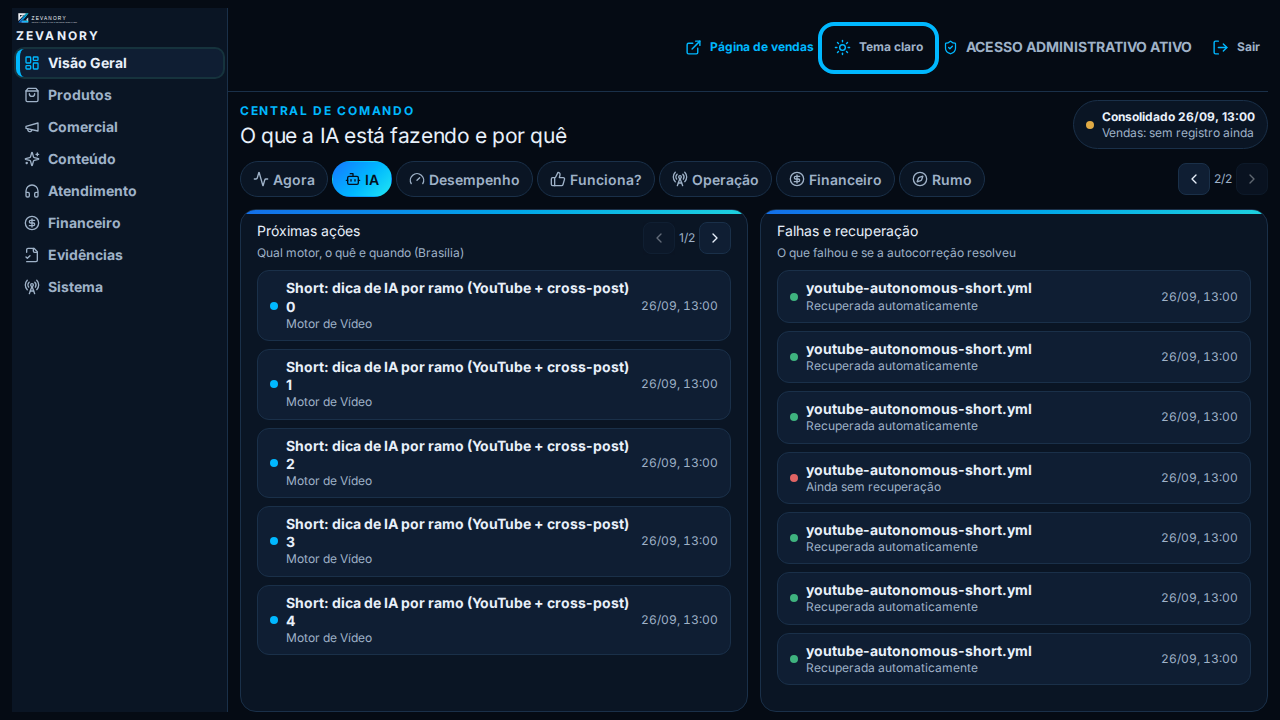 ZEVANORY
ZEVANORY
Visão Geral
Produtos
Comercial
Conteúdo
Atendimento
Financeiro
Evidências
Sistema
Página de vendas
Tema claro
ACESSO ADMINISTRATIVO ATIVO
Sair
CENTRAL DE COMANDO
O que a IA está fazendo e por quê
Consolidado 26/09, 13:00
Vendas: sem registro ainda
Agora
IA
Desempenho
Funciona?
Operação
Financeiro
Rumo
2/2
Próximas ações
Qual motor, o quê e quando (Brasília)
1/2
Short: dica de IA por ramo (YouTube + cross-post)
0
Motor de Vídeo
26/09, 13:00
Short: dica de IA por ramo (YouTube + cross-post)
1
Motor de Vídeo
26/09, 13:00
Short: dica de IA por ramo (YouTube + cross-post)
2
Motor de Vídeo
26/09, 13:00
Short: dica de IA por ramo (YouTube + cross-post)
3
Motor de Vídeo
26/09, 13:00
Short: dica de IA por ramo (YouTube + cross-post)
4
Motor de Vídeo
26/09, 13:00
Falhas e recuperação
O que falhou e se a autocorreção resolveu
youtube-autonomous-short.yml
Recuperada automaticamente
26/09, 13:00
youtube-autonomous-short.yml
Recuperada automaticamente
26/09, 13:00
youtube-autonomous-short.yml
Recuperada automaticamente
26/09, 13:00
youtube-autonomous-short.yml
Ainda sem recuperação
26/09, 13:00
youtube-autonomous-short.yml
Recuperada automaticamente
26/09, 13:00
youtube-autonomous-short.yml
Recuperada automaticamente
26/09, 13:00
youtube-autonomous-short.yml
Recuperada automaticamente
26/09, 13:00